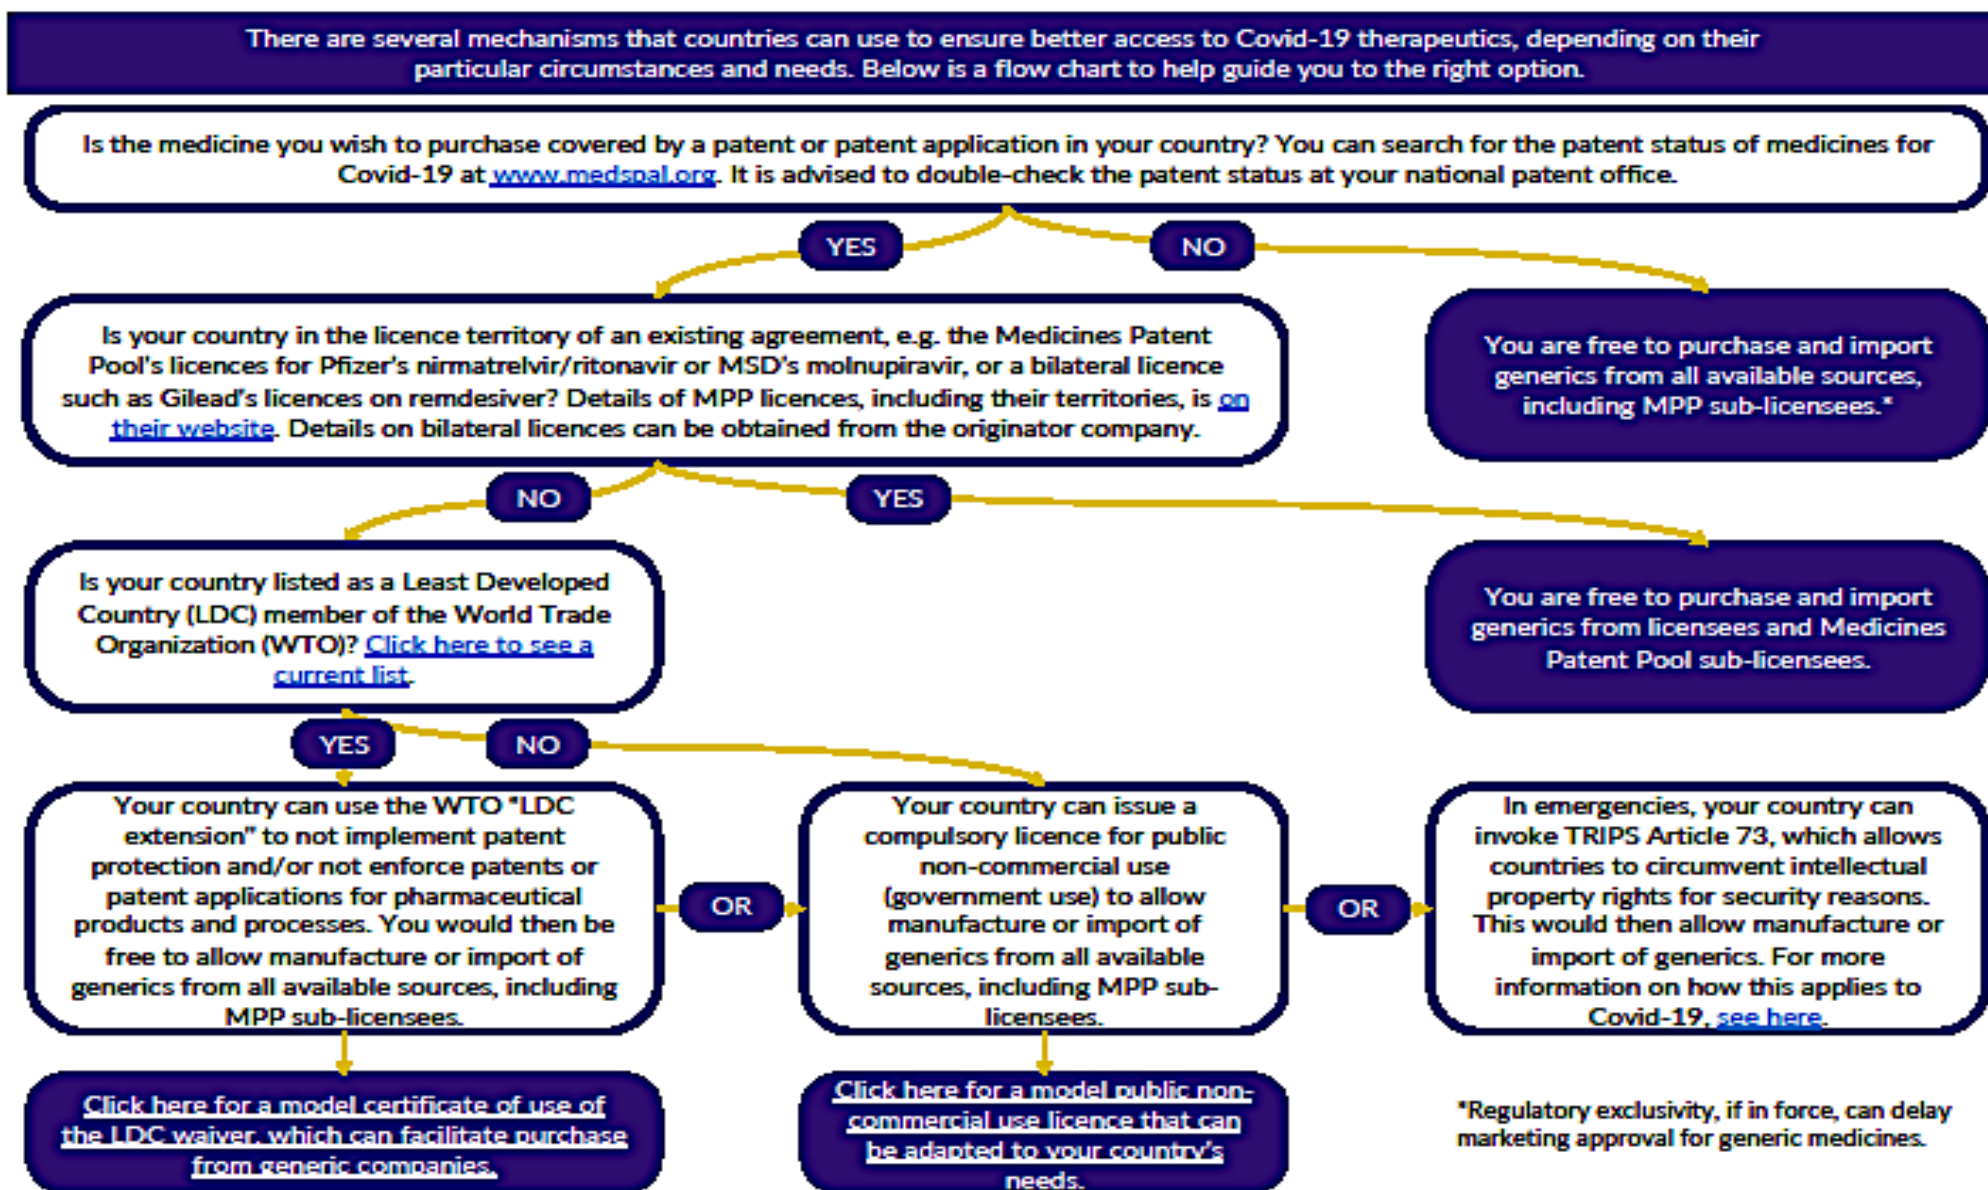 There are several mechanisms that countries can use to ensure better access to Covid-19 therapeutics, depending on their
particular circumstances and needs. Below is a flow chart to help guide you to the right option.
Is the medicine you wish to purchase covered by a patent or patent application in your country? You can search for the patent status of medicines for
Covid-19 at www.medspal.org. It is advised to double-check the patent status at your national patent office.
YES
NO
Is your country in the licence territory of an existing agreement, e.g. the Medicines Patent
Pool's licences for Pfizer's nirmatrelvir/ritonavir or MSD's molnupiravir, or a bilateral licence
such as Gilead's licences on remdesiver? Details of MPP licences, including their territories, is on
their website. Details on bilateral licences can be obtained from the originator company.
You are free to purchase and import
generics from all available sources,
including MPP sub-licensees.*
NO
YES
Is your country listed as a Least Developed
Country (LDC) member of the World Trade
Organization (WTO)? Click here to see a
current list.
You are free to purchase and import
generics from licensees and Medicines
Patent Pool sub-licensees.
YES
NO
Your country can use the WTO "LDC
extension" to not implement patent
protection and/or not enforce patents or
patent applications for pharmaceutical
products and processes. You would then be
free to allow manufacture or import of
generics from all available sources, including
MPP sub-licensees.
OR
Your country can issue a
compulsory licence for public
non-commercial use
(government use) to allow
manufacture or import of
generics from all available
sources, including MPP sub-
licensees.
OR
In emergencies, your country can
invoke TRIPS Article 73, which allows
countries to circumvent intellectual
property rights for security reasons.
This would then allow manufacture or
import of generics. For more
information on how this applies to
Covid-19, see here.
Click here for a model certificate of use of
the LDC waiver, which can facilitate purchase
from generic companies.
Click here for a model public non-
commercial use licence that can
be adapted to your country's
needs.
*Regulatory exclusivity, if in force, can delay
marketing approval for generic medicines.